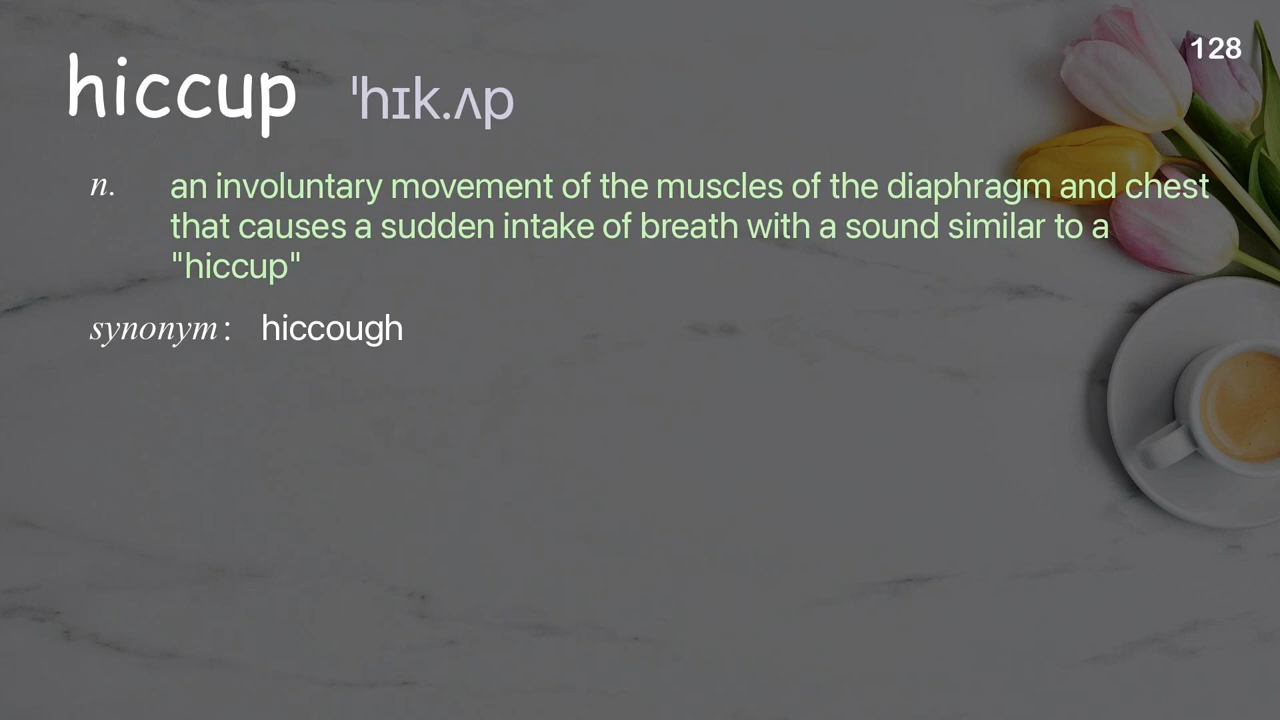 128
hiccup ˈhɪk.ʌp
n. an involuntary movement of the muscles of the diaphragm and chest
that causes a sudden intake of breath with a sound similar to a
"hiccup"
synonym: hiccough